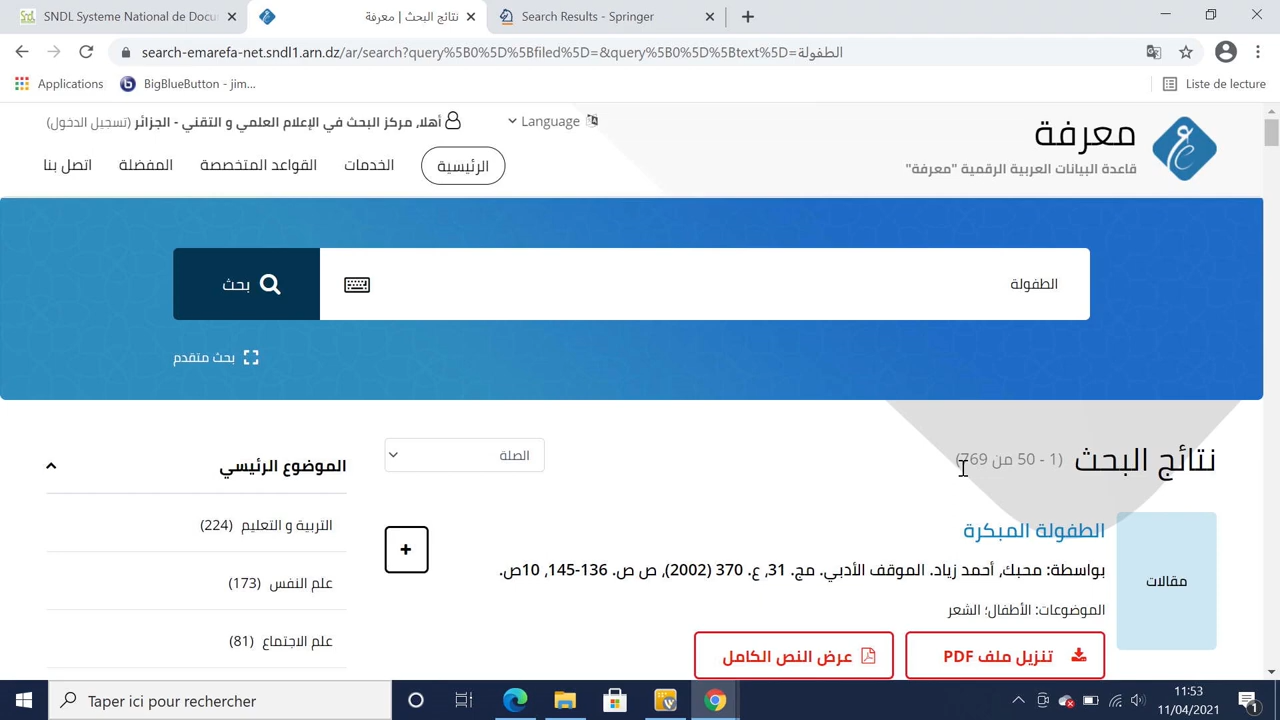 SNDL Systeme National de Docu
نتائج البحث | معرفة
Search Results - Springer
search-emarefa-net.sndl1.arn.dz/ar/search?query%5B0%5D%5Bfiled%5D=&query%5B0%5D%5Btext%5D=الطفولة
Applications
BigBlueButton - jim...
Liste de lecture
معرفة
قاعدة البيانات العربية الرقمية "معرفة"
Language
أهلا، مركز البحث في الإعلام العلمي و التقني - الجزائر (تسجيل الدخول)
الرئيسية
الخدمات
القواعد المتخصصة
المفضلة
اتصل بنا
الطفولة
بحث
بحث متقدم
نتائج البحث (1 - 50 من 769)
الصلة
الموضوع الرئيسي
التربية و التعليم (224)
علم النفس (173)
علم الاجتماع (81)
مقالات
الطفولة المبكرة
بواسطة: محبك، أحمد زياد. الموقف الأدبي. مج. 31، ع. 370 (2002)، ص ص. 136-145، 10ص.
الموضوعات: الأطفال؛ الشعر
تنزيل ملف PDF
عرض النص الكامل
Taper ici pour rechercher
11:53
11/04/2021
1